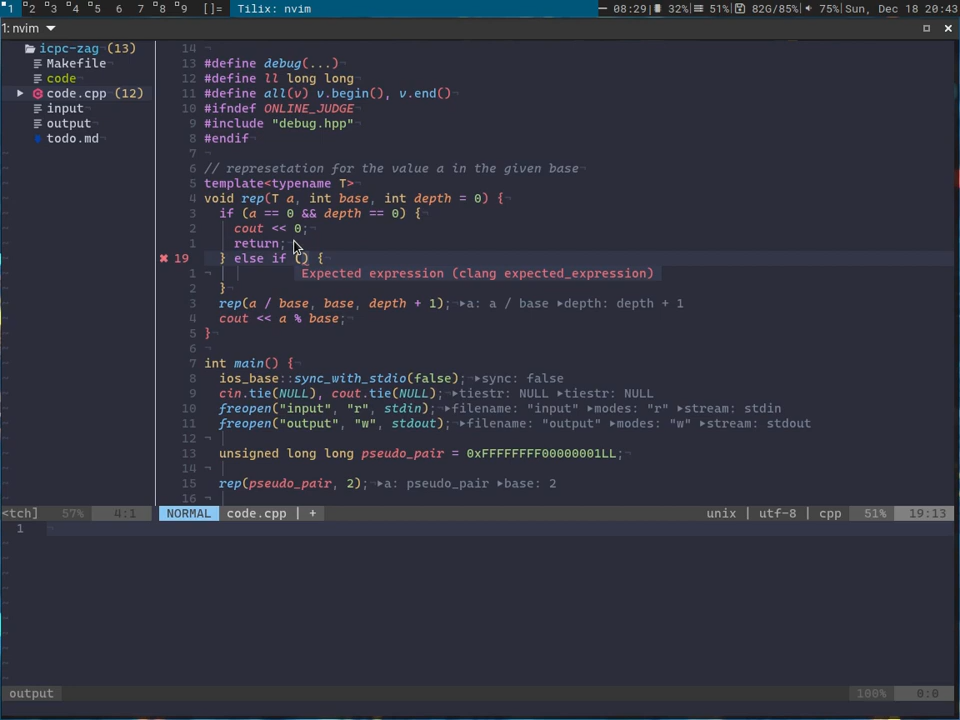 1 2 3 4 5 6 7 8 9 []= Tilix: nvim 08:29 32% 51% 82G/85% 75% Sun, Dec 18 20:43
1: nvim
icpc-zag (13)
Makefile
code
code.cpp (12)
input
output
todo.md
14
13 #define debug(...)
12 #define ll long long
11 #define all(v) v.begin(), v.end()
10 #ifndef ONLINE_JUDGE
9 #include "debug.hpp"
8 #endif
7
6 // represetation for the value a in the given base
5 template<typename T>
4 void rep(T a, int base, int depth = 0) {
3 if (a == 0 && depth == 0) {
2 cout << 0;
1 return;
✖ 19 } else if () {
1 Expected expression (clang expected_expression)
2 }
3 rep(a / base, base, depth + 1); ▸a: a / base ▸depth: depth + 1
4 cout << a % base;
5 }
6
7 int main() {
8 ios_base::sync_with_stdio(false); ▸sync: false
9 cin.tie(NULL), cout.tie(NULL); ▸tiestr: NULL ▸tiestr: NULL
10 freopen("input", "r", stdin); ▸filename: "input" ▸modes: "r" ▸stream: stdin
11 freopen("output", "w", stdout); ▸filename: "output" ▸modes: "w" ▸stream: stdout
12
13 unsigned long long pseudo_pair = 0xFFFFFFFF00000001LL;
14
15 rep(pseudo_pair, 2); ▸a: pseudo_pair ▸base: 2
16
<tch] 57% 4:1 NORMAL code.cpp | + unix | utf-8 | cpp 51% 19:13
1
output 100% 0:0